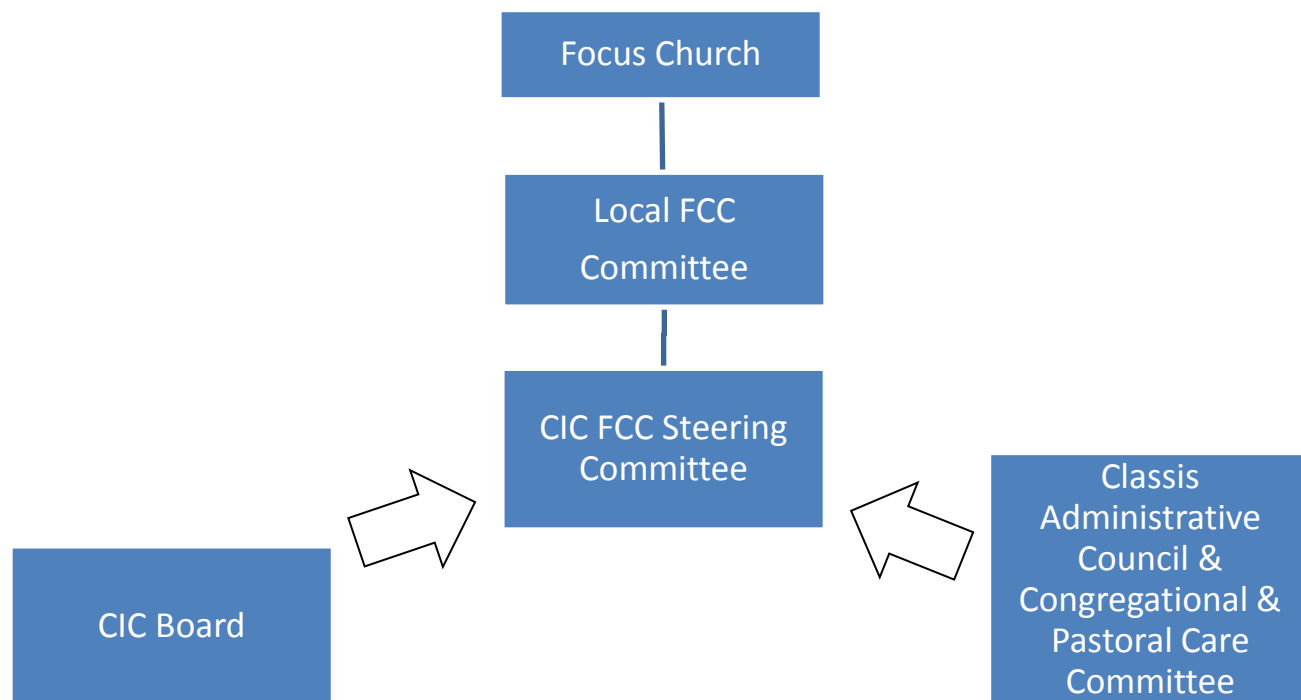 Focus Church
Local FCC
Committee
CIC FCC Steering
Committee
CIC Board
Classis
Administrative
Council &
Congregational &
Pastoral Care
Committee